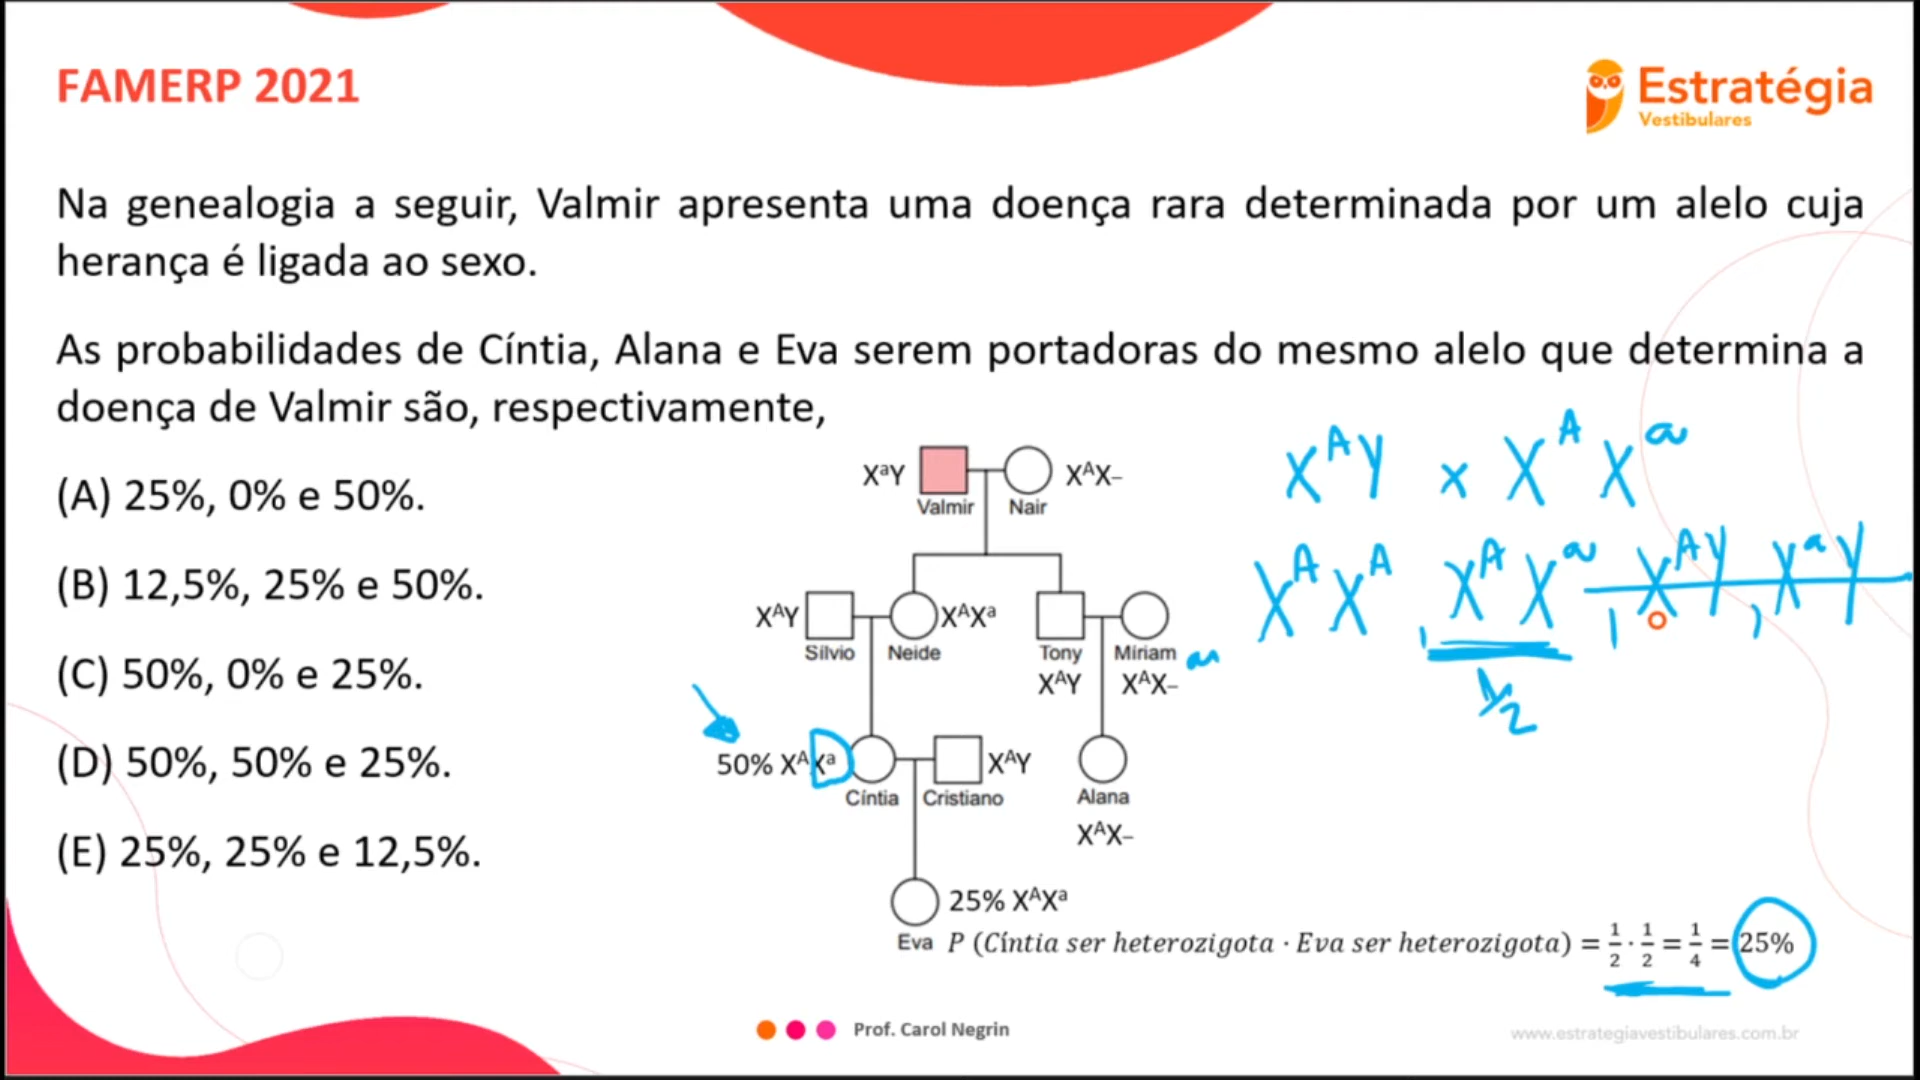 FAMERP 2021
Estratégia
Vestibulares
Na genealogia a seguir, Valmir apresenta uma doença rara determinada por um alelo cuja
herança é ligada ao sexo.
As probabilidades de Cíntia, Alana e Eva serem portadoras do mesmo alelo que determina a
doença de Valmir são, respectivamente,
(A) 25%, 0% e 50%.
(B) 12,5%, 25% e 50%.
(C) 50%, 0% e 25%.
(D) 50%, 50% e 25%.
(E) 25%, 25% e 12,5%.
XᵃY XᴬX–
Valmir Nair
XᴬY XᴬXᵃ
Sílvio Neide Tony Míriam
XᴬY XᴬX–
50% XᴬXᵃ XᴬY
Cíntia Cristiano Alana
XᴬX–
25% XᴬXᵃ
Eva P (Cíntia ser heterozigota · Eva ser heterozigota) = 1/2 · 1/2 = 1/4 = 25%
XᴬY x XᴬXᵃ
XᴬXᴬ, XᴬXᵃ, XᴬY, XᵃY
1/2
Prof. Carol Negrin
www.estrategiavestibulares.com.br